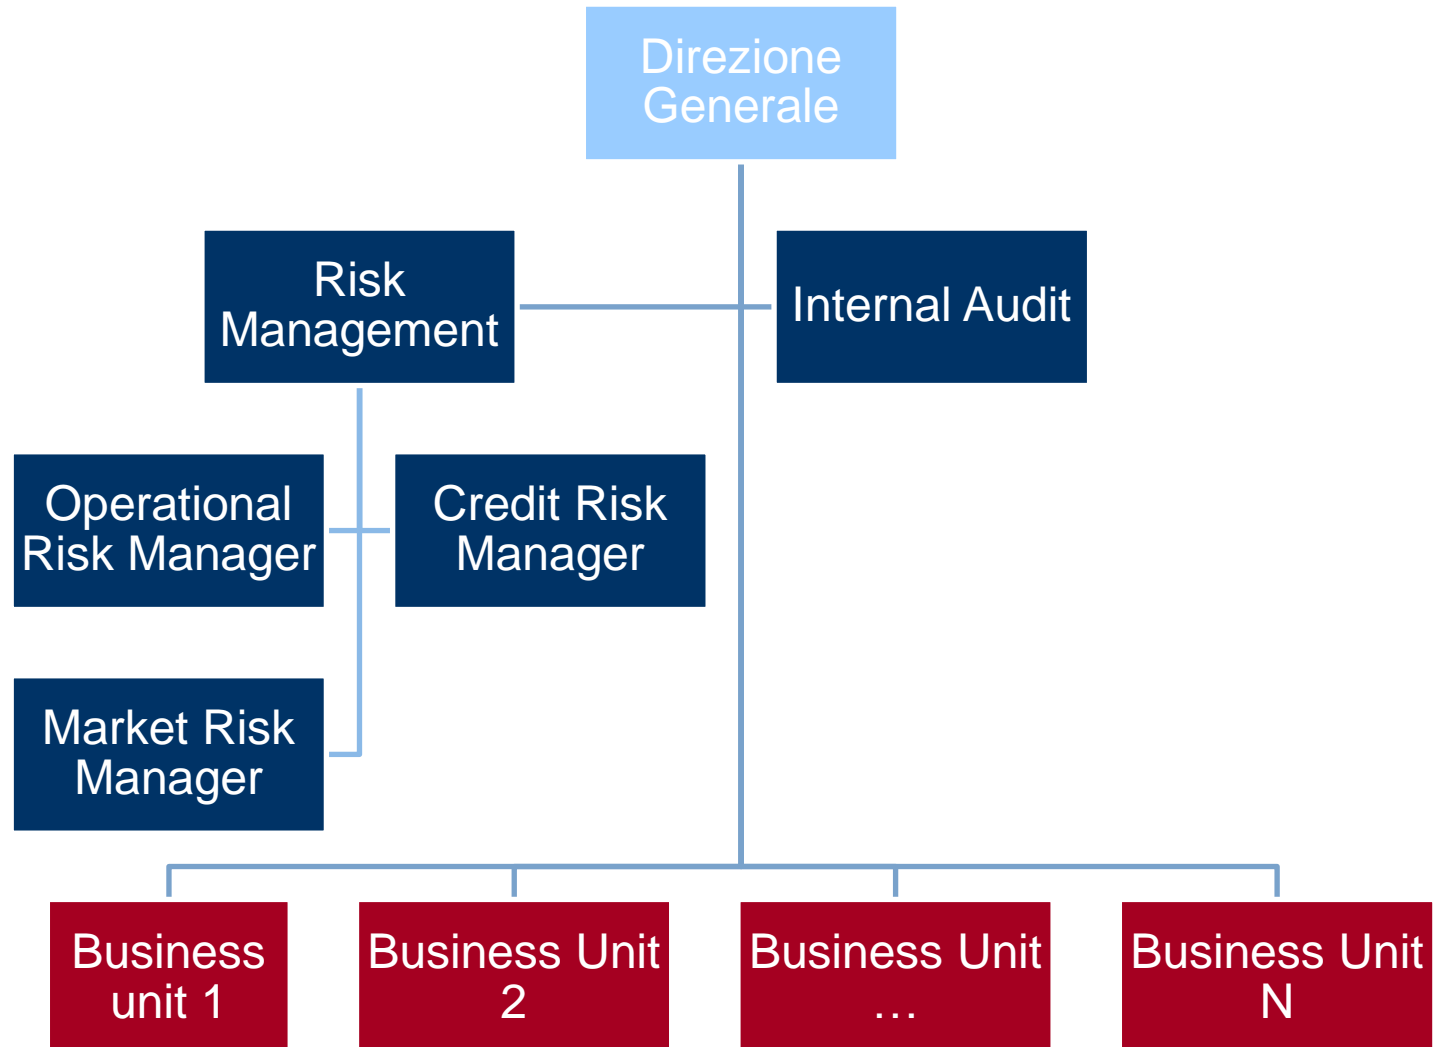 Direzione
Generale
Risk
Management
Internal Audit
Operational
Risk Manager
Credit Risk
Manager
Market Risk
Manager
Business
unit 1
Business Unit
2
Business Unit
…
Business Unit
N